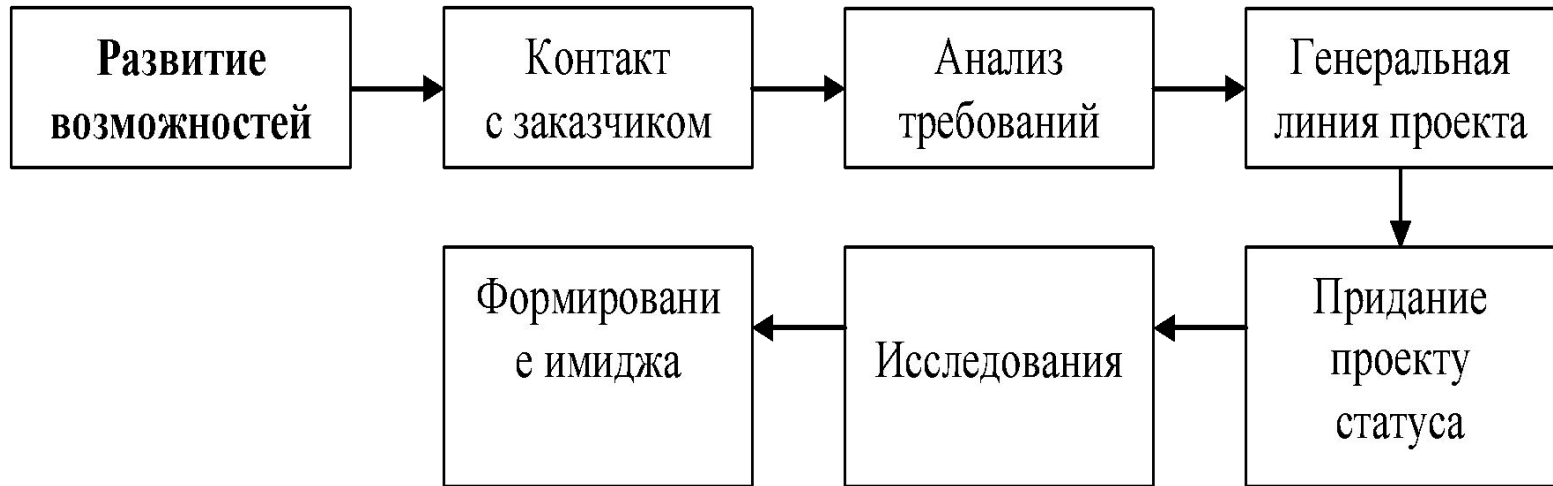 Развитие
возможностей
Контакт
с заказчиком
Анализ
требований
Генеральная
линия проекта
Придание
проекту
статуса
Исследования
Формировани
е имиджа